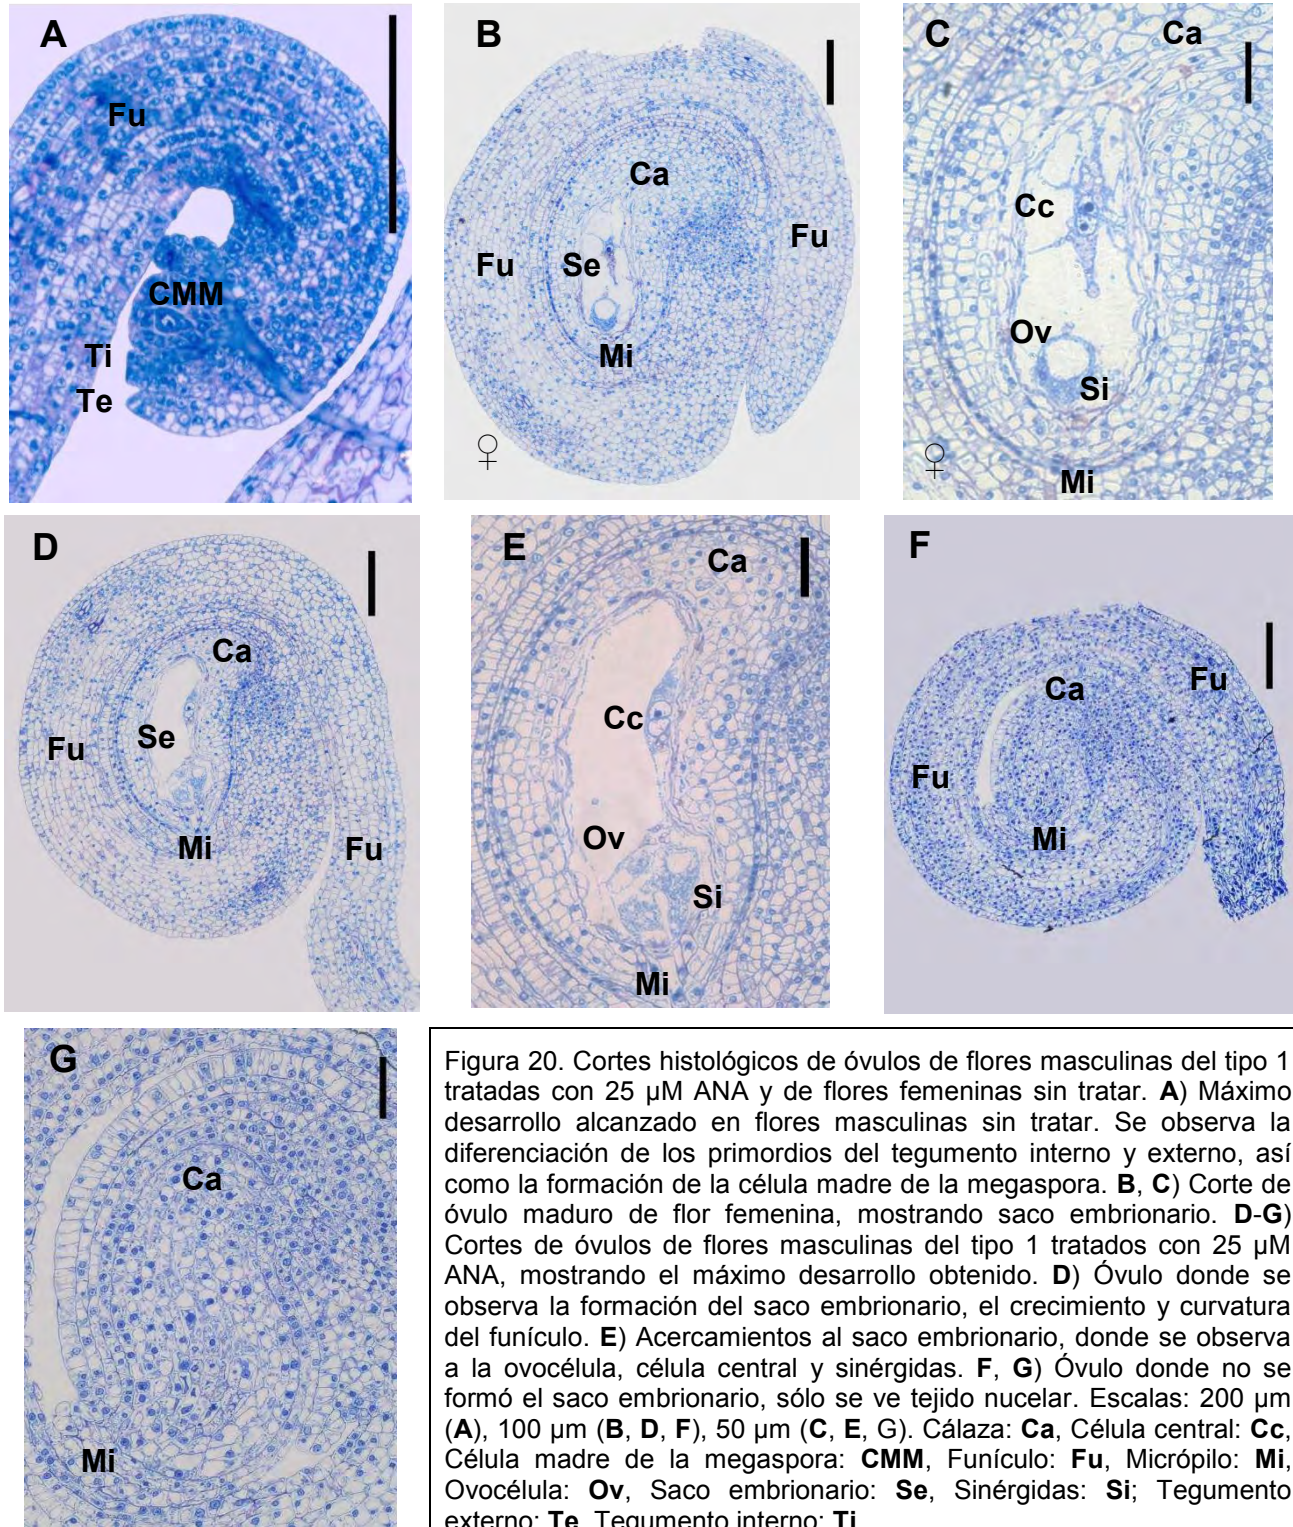 A
Fu
CMM
Ti
Te
B
Ca
Fu
Se
Fu
Mi
♀
C
Ca
Cc
Ov
Si
Mi
♀
D
Ca
Se
Fu
Mi
Fu
E
Ca
Cc
Ov
Si
Mi
F
Ca
Fu
Fu
Mi
G
Ca
Mi
Figura 20. Cortes histológicos de óvulos de flores masculinas del tipo 1
tratadas con 25 µM ANA y de flores femeninas sin tratar. A) Máximo
desarrollo alcanzado en flores masculinas sin tratar. Se observa la
diferenciación de los primordios del tegumento interno y externo, así
como la formación de la célula madre de la megaspora. B, C) Corte de
óvulo maduro de flor femenina, mostrando saco embrionario. D-G)
Cortes de óvulos de flores masculinas del tipo 1 tratados con 25 µM
ANA, mostrando el máximo desarrollo obtenido. D) Óvulo donde se
observa la formación del saco embrionario, el crecimiento y curvatura
del funículo. E) Acercamientos al saco embrionario, donde se observa
a la ovocélula, célula central y sinérgidas. F, G) Óvulo donde no se
formó el saco embrionario, sólo se ve tejido nucelar. Escalas: 200 µm
(A), 100 µm (B, D, F), 50 µm (C, E, G). Cálaza: Ca, Célula central: Cc,
Célula madre de la megaspora: CMM, Funículo: Fu, Micrópilo: Mi,
Ovocélula: Ov, Saco embrionario: Se, Sinérgidas: Si; Tegumento
externo: Te, Tegumento interno: Ti